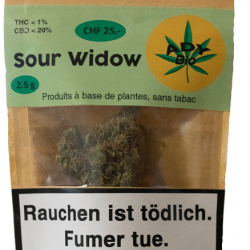 THC < 1%
CBD < 20%
CHF 25.-
Sour Widow
ADY
Bio
2.5 g
Produits à base de plantes, sans tabac
Rauchen ist tödlich.
Fumer tue.